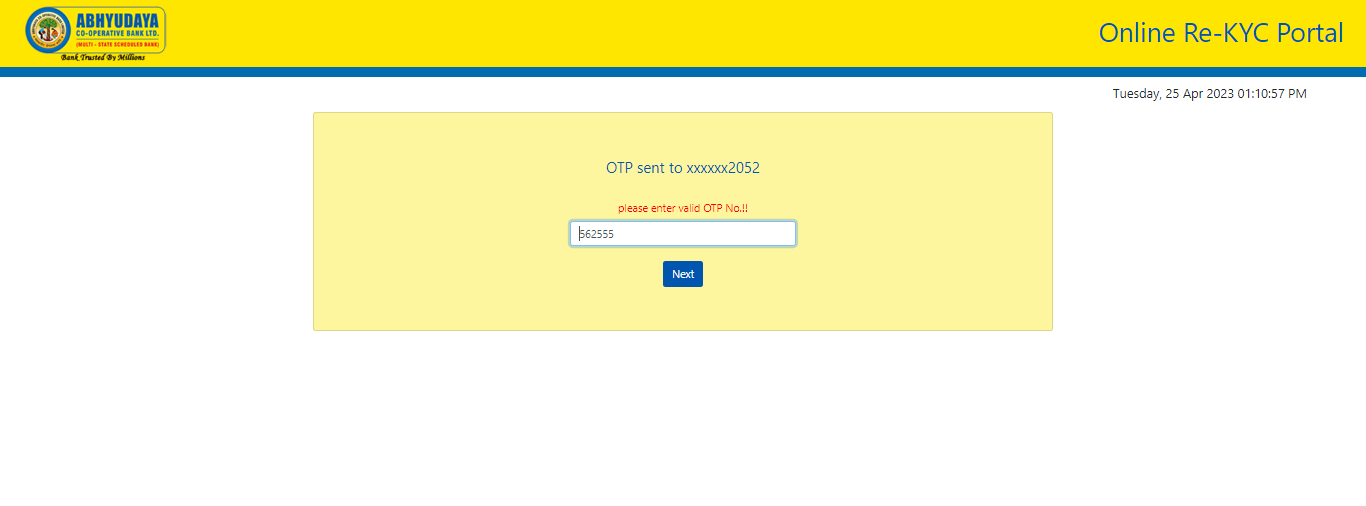 ABHYUDAYA
CO-OPERATIVE BANK LTD.
(MULTI - STATE SCHEDULED BANK)
Bank Trusted By Millions
Online Re-KYC Portal
Tuesday, 25 Apr 2023 01:10:57 PM
OTP sent to xxxxxx2052
please enter valid OTP No.!!
562555
Next